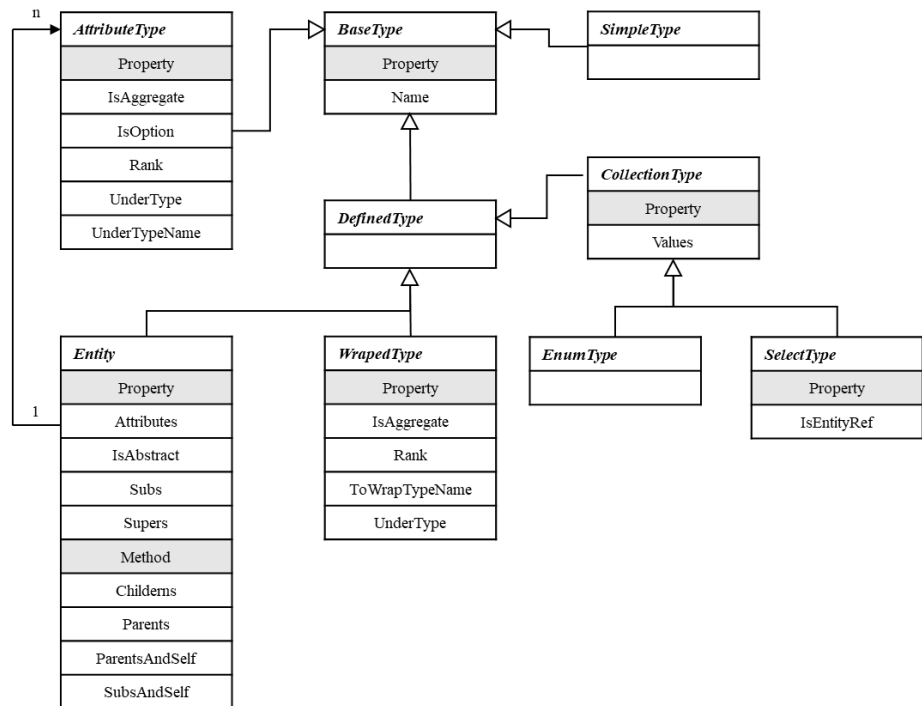 n
AttributeType
Property
IsAggregate
IsOption
Rank
UnderType
UnderTypeName
BaseType
Property
Name
SimpleType
DefinedType
CollectionType
Property
Values
1
Entity
Property
Attributes
IsAbstract
Subs
Supers
Method
Childerns
Parents
ParentsAndSelf
SubsAndSelf
WrapedType
Property
IsAggregate
Rank
ToWrapTypeName
UnderType
EnumType
SelectType
Property
IsEntityRef